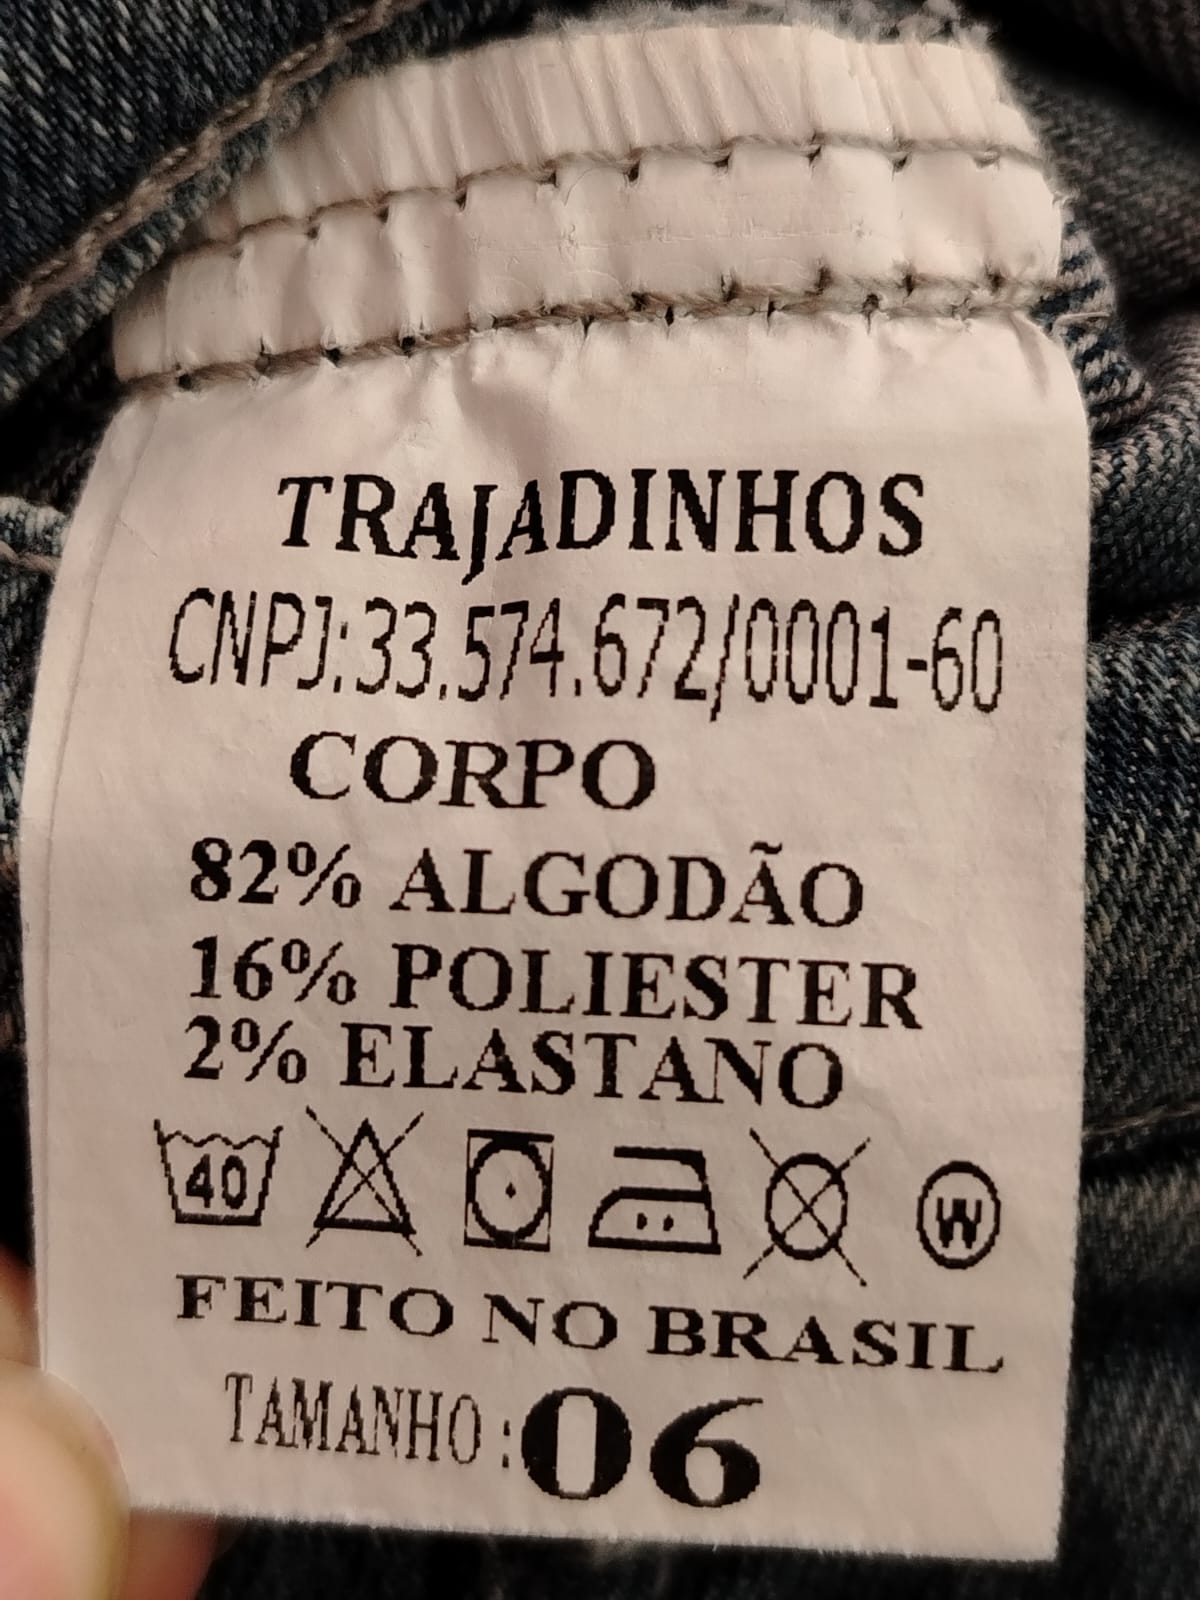 TRAJADINHOS
CNPJ:33.574.672/0001-60
CORPO
82% ALGODÃO
16% POLIESTER
2% ELASTANO
40 W
FEITO NO BRASIL
TAMANHO:06